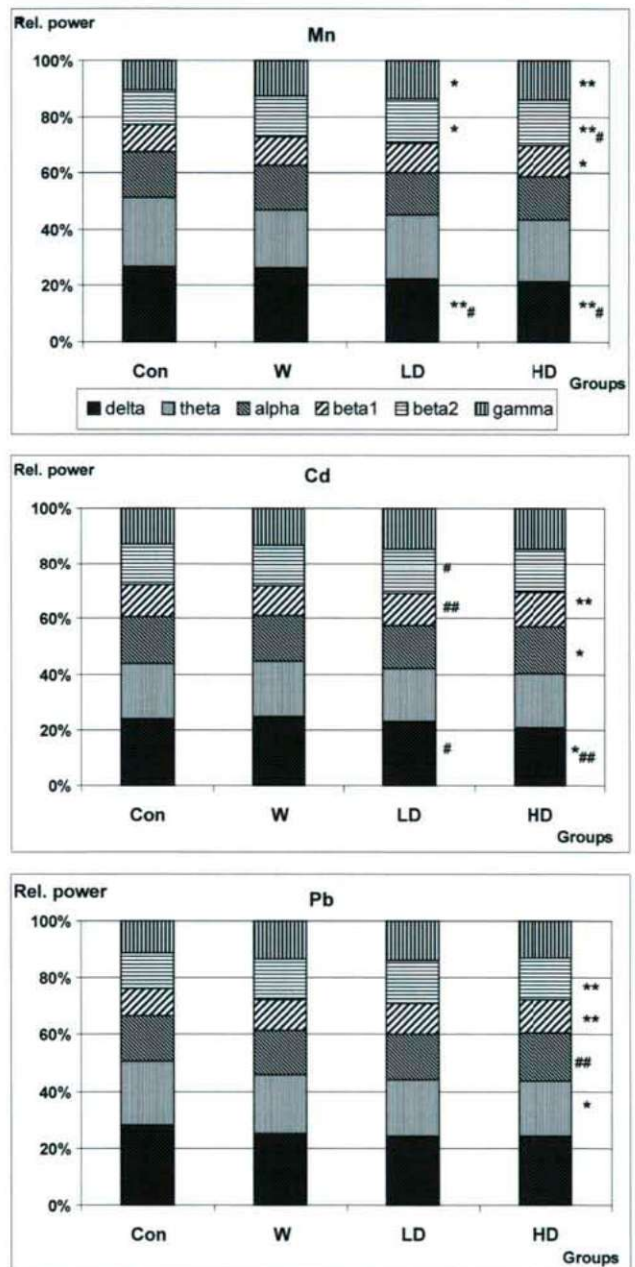 Rel. power
Mn
100%
80%
60%
40%
20%
0%
*
**
*
**#
*
**#
**#
Con W LD HD
Groups
delta theta alpha beta1 beta2 gamma
Rel. power
Cd
100%
80%
60%
40%
20%
0%
#
##
**
*
#
*##
Con W LD HD
Groups
Rel. power
Pb
100%
80%
60%
40%
20%
0%
**
**
##
*
Con W LD HD
Groups